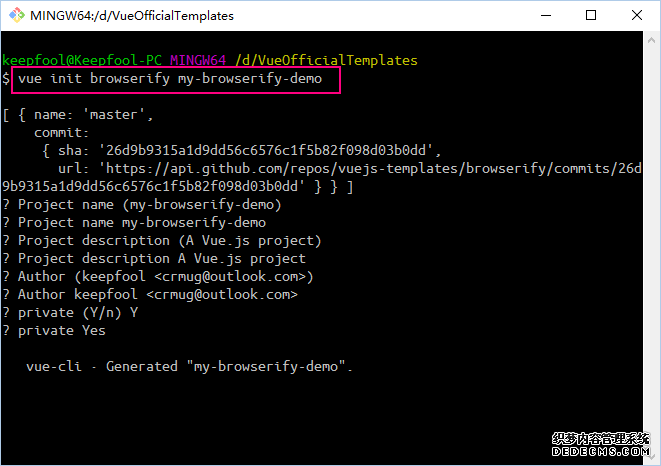 MINGW64:/d/VueOfficialTemplates
keepfool@Keepfool-PC MINGW64 /d/VueOfficialTemplates
$ vue init browserify my-browserify-demo
[ { name: 'master',
commit:
{ sha: '26d9b9315a1d9dd56c6576c1f5b82f098d03b0dd',
url: 'https://api.github.com/repos/vuejs-templates/browserify/commits/26d
9b9315a1d9dd56c6576c1f5b82f098d03b0dd' } } ]
? Project name (my-browserify-demo)
? Project name my-browserify-demo
? Project description (A Vue.js project)
? Project description A Vue.js project
? Author (keepfool <crmug@outlook.com>)
? Author keepfool <crmug@outlook.com>
? private (Y/n) Y
? private Yes
vue-cli · Generated "my-browserify-demo".
织梦内容管理系统
DEDECMS.COM